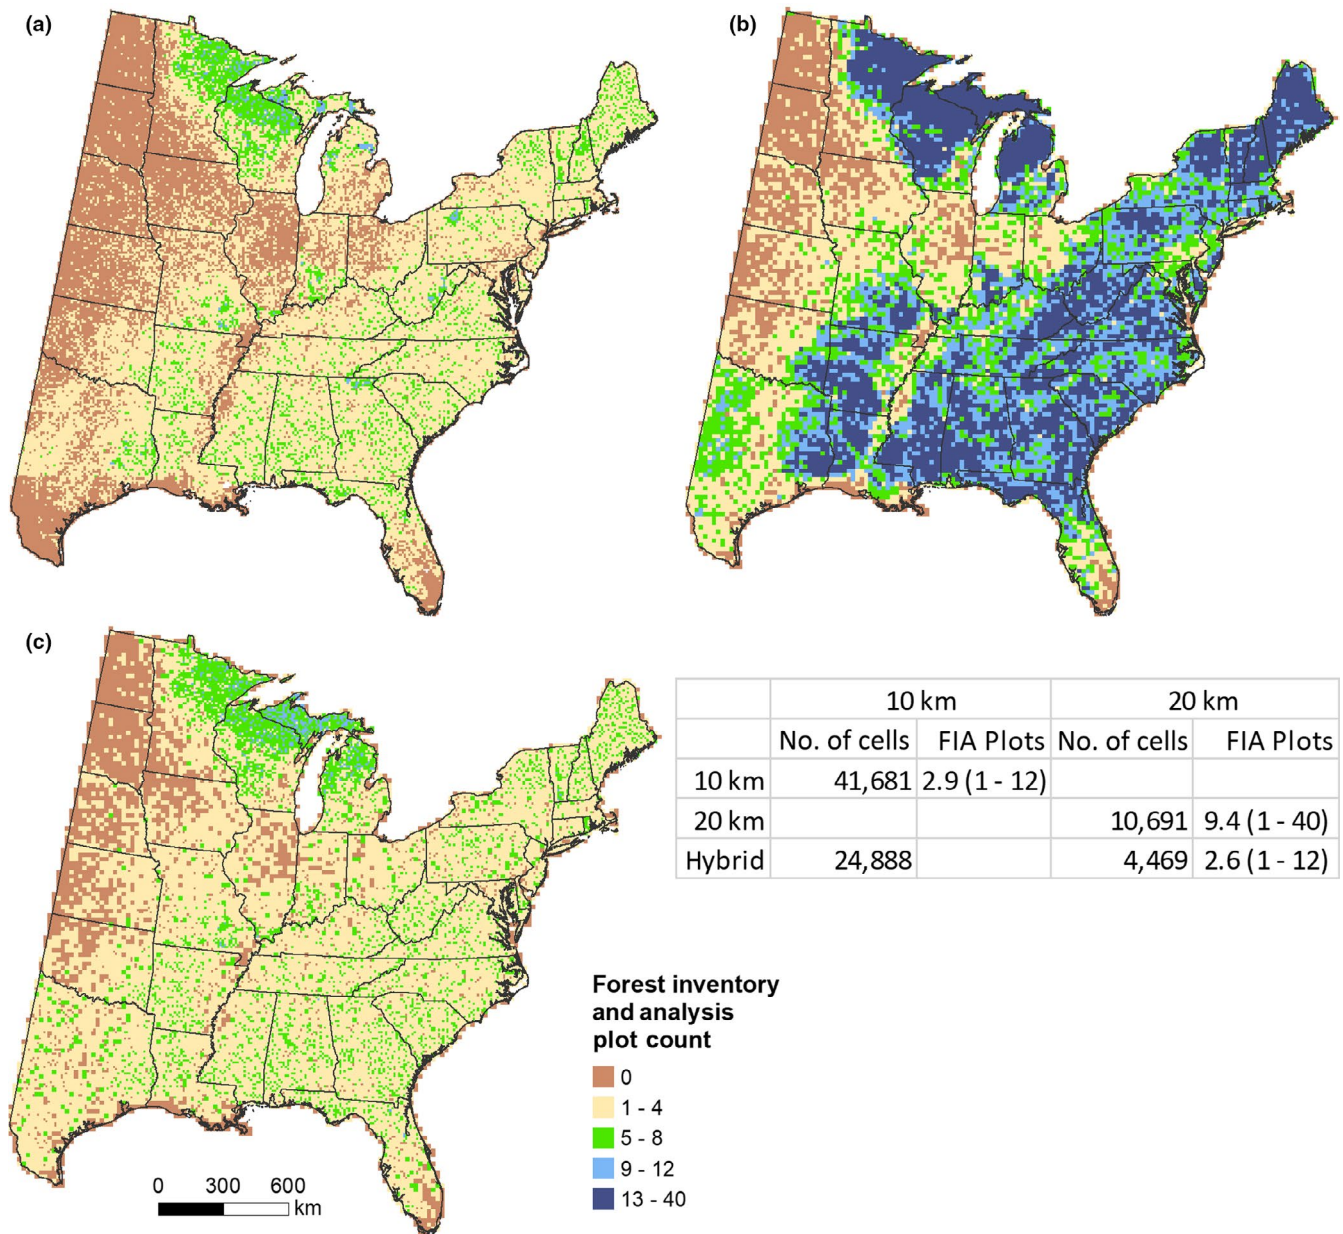 (a)
(b)
(c)
10 km 20 km
No. of cells FIA Plots No. of cells FIA Plots
10 km 41,681 2.9 (1 - 12)
20 km 10,691 9.4 (1 - 40)
Hybrid 24,888 4,469 2.6 (1 - 12)
Forest inventory
and analysis
plot count
0
1 - 4
5 - 8
9 - 12
13 - 40
0 300 600
km